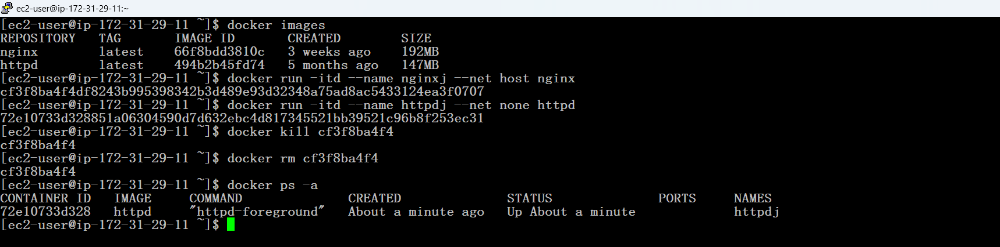 ec2-user@ip-172-31-29-11:~
[ec2-user@ip-172-31-29-11 ~]$ docker images
REPOSITORY   TAG       IMAGE ID       CREATED        SIZE
nginx        latest    66f8bdd3810c   3 weeks ago    192MB
httpd        latest    494b2b45fd74   5 months ago   147MB
[ec2-user@ip-172-31-29-11 ~]$ docker run -itd --name nginxj --net host nginx
cf3f8ba4f4df8243b995398342b3d489e93d32348a75ad8ac5433124ea3f0707
[ec2-user@ip-172-31-29-11 ~]$ docker run -itd --name httpdj --net none httpd
72e10733d328851a06304590d7d632ebc4d817345521bb39521c96b8f253ec31
[ec2-user@ip-172-31-29-11 ~]$ docker kill cf3f8ba4f4
cf3f8ba4f4
[ec2-user@ip-172-31-29-11 ~]$ docker rm cf3f8ba4f4
cf3f8ba4f4
[ec2-user@ip-172-31-29-11 ~]$ docker ps -a
CONTAINER ID   IMAGE     COMMAND              CREATED              STATUS              PORTS     NAMES
72e10733d328   httpd     "httpd-foreground"   About a minute ago   Up About a minute             httpdj
[ec2-user@ip-172-31-29-11 ~]$